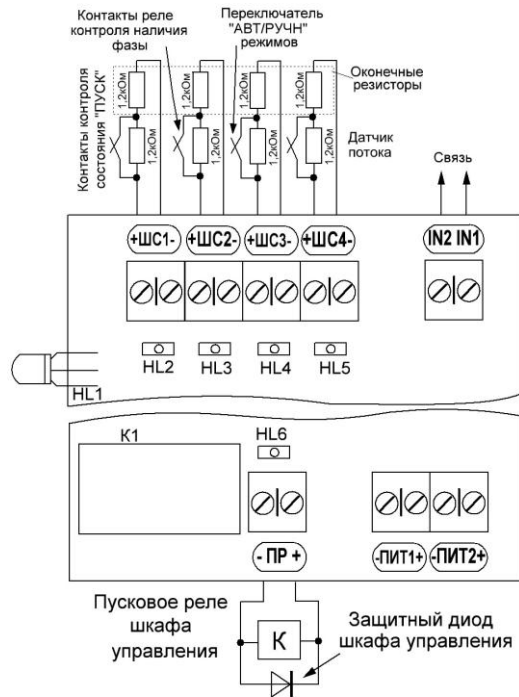 Контакты реле
контроля наличия
фазы
Переключатель
"АВТ/РУЧН"
режимов
Контакты контроля
состояния "ПУСК"
1,2кОм
1,2кОм
1,2кОм
1,2кОм
Оконечные
резисторы
1,2кОм
1,2кОм
1,2кОм
1,2кОм
Датчик
потока
Связь
+ШС1-
+ШС2-
+ШС3-
+ШС4-
IN2 IN1
HL2
HL3
HL4
HL5
HL1
К1
HL6
- ПР +
-ПИТ1+
-ПИТ2+
Пусковое реле
шкафа
управления
К
Защитный диод
шкафа управления